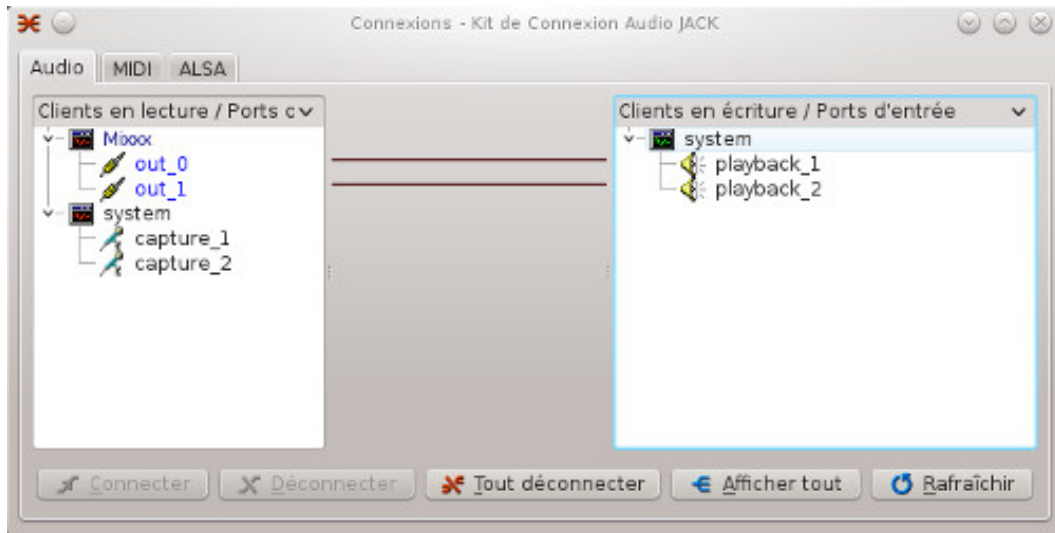 Connexions - Kit de Connexion Audio JACK
Audio MIDI ALSA
Clients en lecture / Ports c
Mixxx
out_0
out_1
system
capture_1
capture_2
Clients en écriture / Ports d'entrée
system
playback_1
playback_2
Connecter Déconnecter Tout déconnecter Afficher tout Rafraîchir